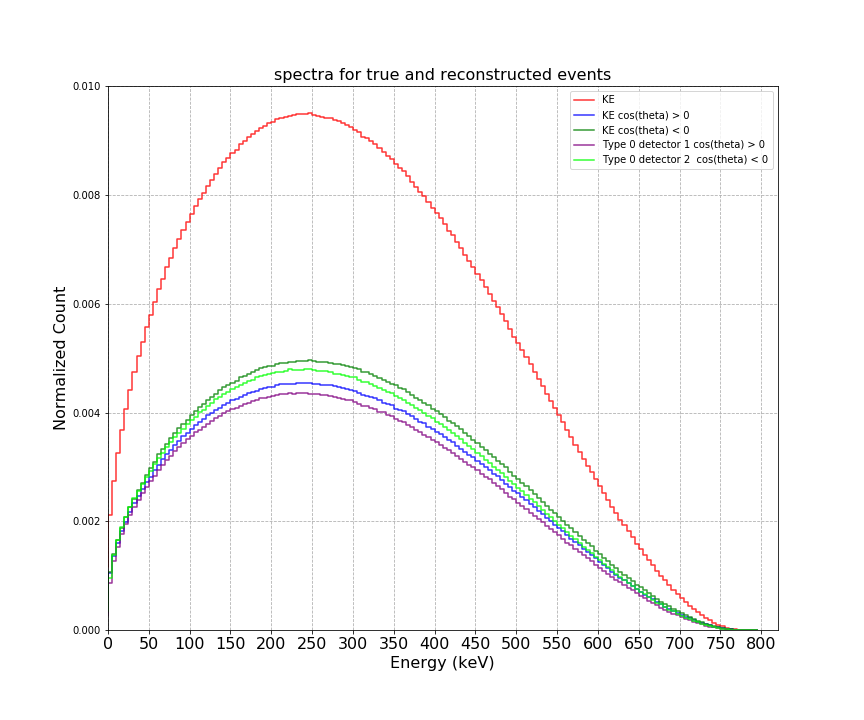 spectra for true and reconstructed events
KE
KE cos(theta) > 0
KE cos(theta) < 0
Type 0 detector 1 cos(theta) > 0
Type 0 detector 2  cos(theta) < 0
Normalized Count
0.010
0.008
0.006
0.004
0.002
0.000
0 50 100 150 200 250 300 350 400 450 500 550 600 650 700 750 800
Energy (keV)